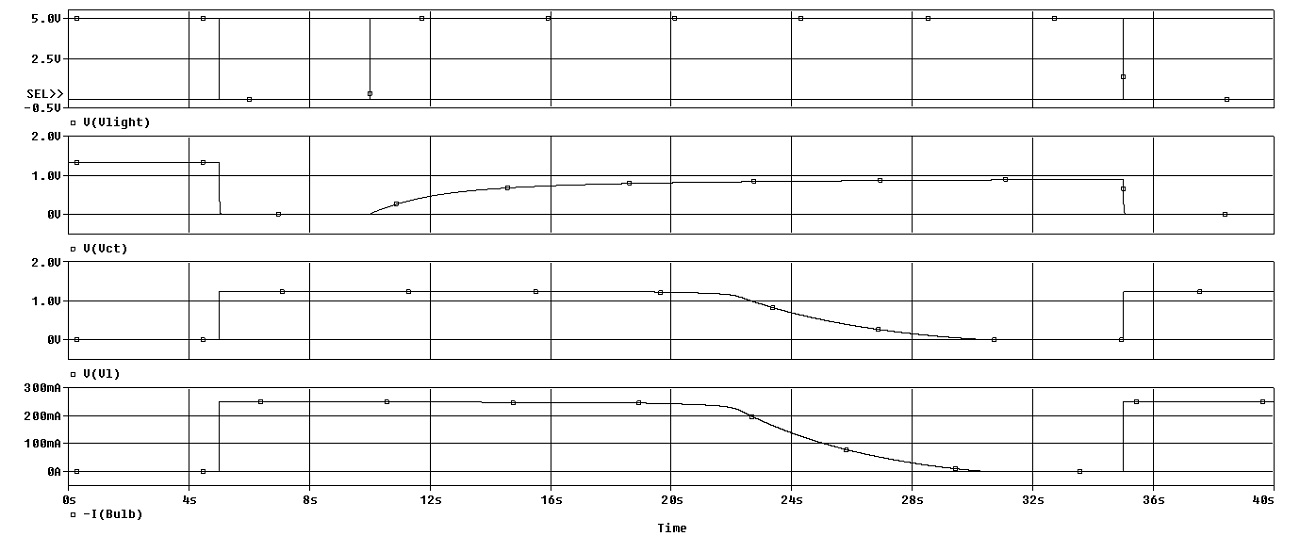 5.0V
2.5V
SEL>>
-0.5V
▫ V(Vlight)
2.0V
1.0V
0V
▫ V(Vct)
2.0V
1.0V
0V
▫ V(Vl)
300mA
200mA
100mA
0A
0s 4s 8s 12s 16s 20s 24s 28s 32s 36s 40s
▫ -I(Bulb)
Time